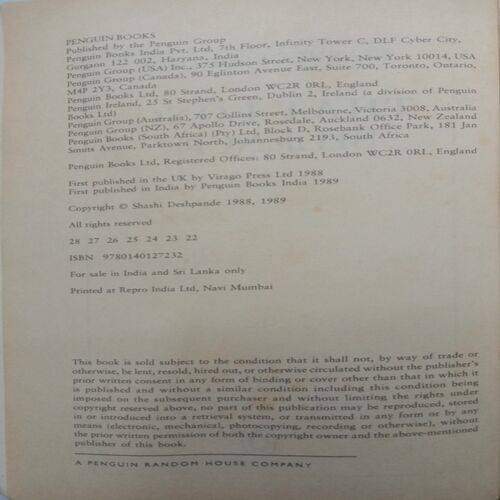 PENGUIN BOOKS
Published by the Penguin Group
Penguin Books India Pvt. Ltd, 7th Floor, Infinity Tower C, DLF Cyber City,
Gurgaon 122 002, Haryana, India
Penguin Group (USA) Inc., 375 Hudson Street, New York, New York 10014, USA
Penguin Group (Canada), 90 Eglinton Avenue East, Suite 700, Toronto, Ontario,
M4P 2Y3, Canada
Penguin Books Ltd, 80 Strand, London WC2R 0RL, England
Penguin Ireland, 25 St Stephen's Green, Dublin 2, Ireland (a division of Penguin
Books Ltd)
Penguin Group (Australia), 707 Collins Street, Melbourne, Victoria 3008, Australia
Penguin Group (NZ), 67 Apollo Drive, Rosedale, Auckland 0632, New Zealand
Penguin Books (South Africa) (Pty) Ltd, Block D, Rosebank Office Park, 181 Jan
Smuts Avenue, Parktown North, Johannesburg 2193, South Africa
Penguin Books Ltd, Registered Offices: 80 Strand, London WC2R 0RL, England
First published in the UK by Virago Press Ltd 1988
First published in India by Penguin Books India 1989
Copyright © Shashi Deshpande 1988, 1989
All rights reserved
28 27 26 25 24 23 22
ISBN 9780140127232
For sale in India and Sri Lanka only
Printed at Repro India Ltd, Navi Mumbai
This book is sold subject to the condition that it shall not, by way of trade or
otherwise, be lent, resold, hired out, or otherwise circulated without the publisher's
prior written consent in any form of binding or cover other than that in which it
is published and without a similar condition including this condition being
imposed on the subsequent purchaser and without limiting the rights under
copyright reserved above, no part of this publication may be reproduced, stored
in or introduced into a retrieval system, or transmitted in any form or by any
means (electronic, mechanical, photocopying, recording or otherwise), without
the prior written permission of both the copyright owner and the above-mentioned
publisher of this book.
A PENGUIN RANDOM HOUSE COMPANY